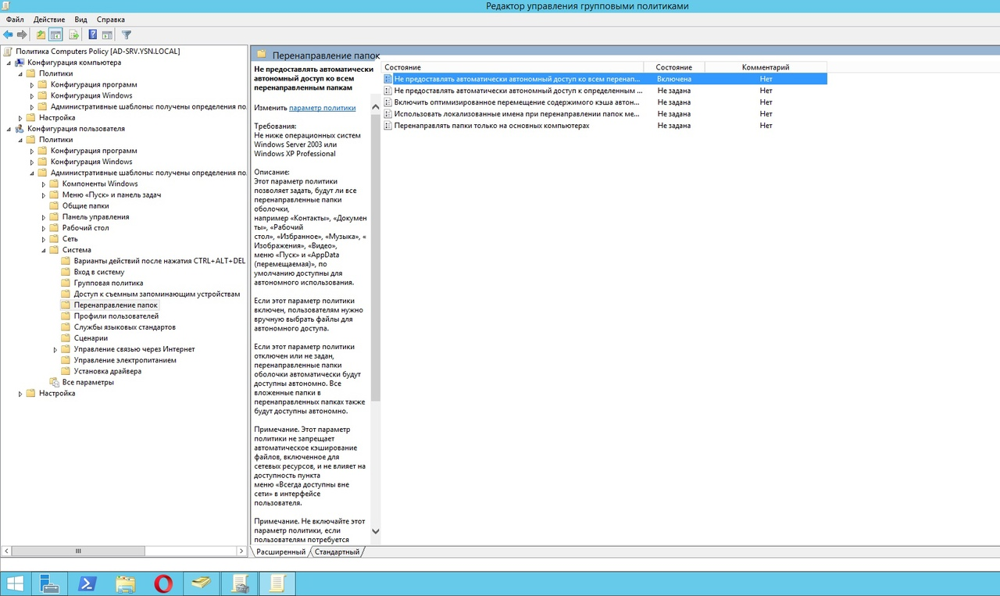 Редактор управления групповыми политиками
Файл Действие Вид Справка
Политика Computers Policy [AD-SRV.YSN.LOCAL]
Конфигурация компьютера
Политики
Конфигурация программ
Конфигурация Windows
Административные шаблоны: получены определения по
Настройка
Конфигурация пользователя
Политики
Конфигурация программ
Конфигурация Windows
Административные шаблоны: получены определения по
Компоненты Windows
Меню «Пуск» и панель задач
Общие папки
Панель управления
Рабочий стол
Сеть
Система
Варианты действий после нажатия CTRL+ALT+DEL
Вход в систему
Групповая политика
Доступ к съемным запоминающим устройствам
Перенаправление папок
Профили пользователей
Службы языковых стандартов
Сценарии
Управление связью через Интернет
Управление электропитанием
Установка драйвера
Все параметры
Настройка
Перенаправление папок
Не предоставлять автоматически
автономный доступ ко всем
перенаправленным папкам
Изменить параметр политики
Требования:
Не ниже операционных систем
Windows Server 2003 или
Windows XP Professional
Описание:
Этот параметр политики
позволяет задать, будут ли все
перенаправленные папки
оболочки,
например «Контакты», «Докумен
ты», «Рабочий
стол», «Избранное», «Музыка», «
Изображения», «Видео»,
меню «Пуск» и «AppData
(перемещаемая)», по
умолчанию доступны для
автономного использования.
Если этот параметр политики
включен, пользователям нужно
вручную выбрать файлы для
автономного доступа.
Если этот параметр политики
отключен или не задан,
перенаправленные папки
оболочки автоматически будут
доступны автономно. Все
вложенные папки в
перенаправленных папках также
будут доступны автономно.
Примечание. Этот параметр
политики не запрещает
автоматическое кэширование
файлов, включенное для
сетевых ресурсов, и не влияет на
доступность пункта
меню «Всегда доступны вне
сети» в интерфейсе
пользователя.
Примечание. Не включайте этот
параметр политики, если
пользователям потребуется
Состояние Состояние Комментарий
Не предоставлять автоматически автономный доступ ко всем перенап... Включена Нет
Не предоставлять автоматически автономный доступ к определенным ... Не задана Нет
Включить оптимизированное перемещение содержимого кэша автон... Не задана Нет
Использовать локализованные имена при перенаправлении папок ме... Не задана Нет
Перенаправлять папки только на основных компьютерах Не задана Нет
Расширенный Стандартный